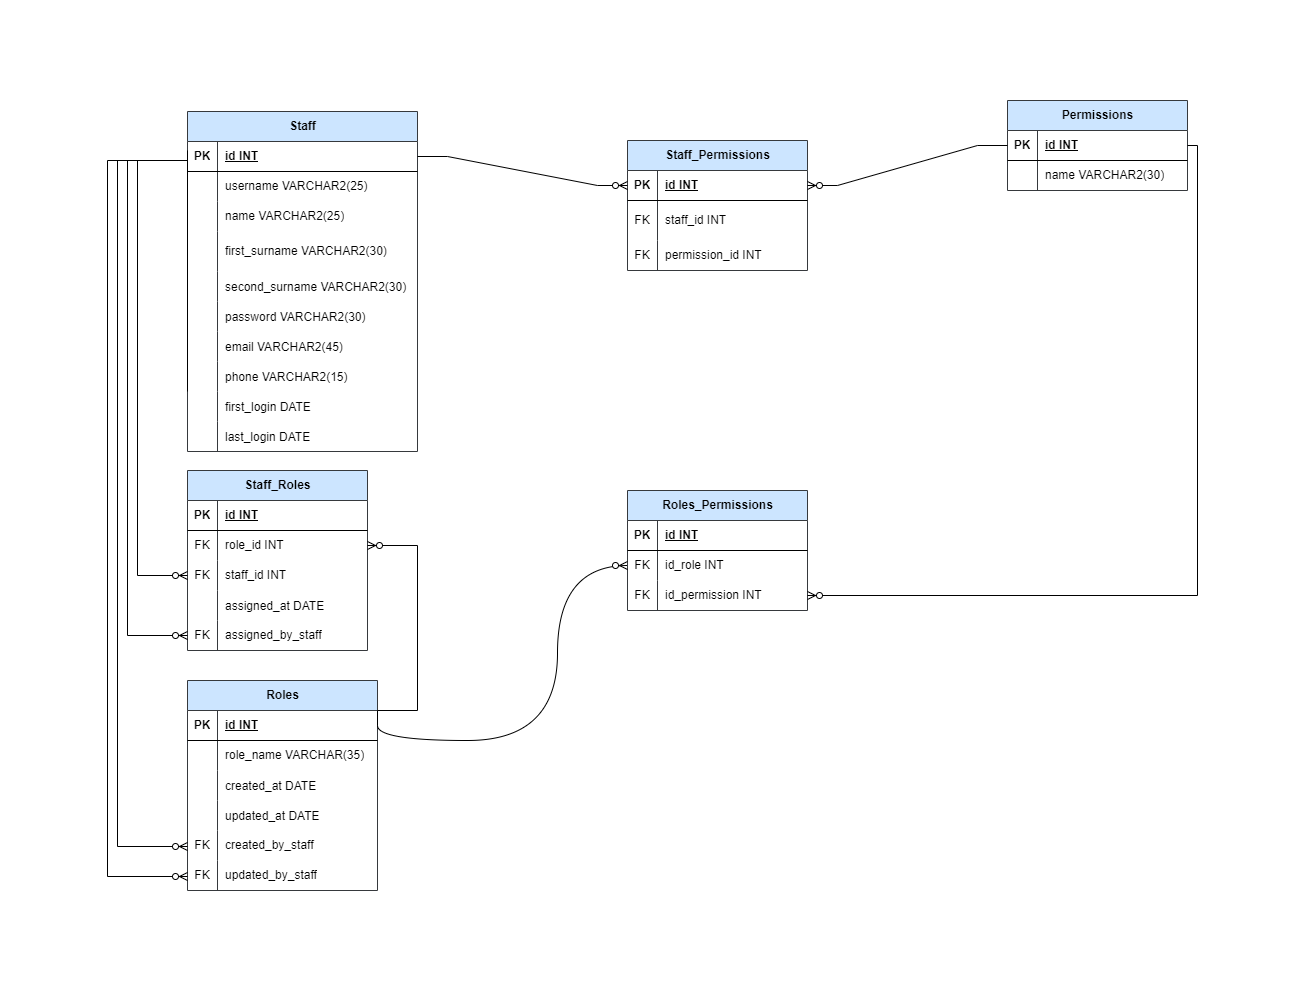 Staff
PK id INT
username VARCHAR2(25)
name VARCHAR2(25)
first_surname VARCHAR2(30)
second_surname VARCHAR2(30)
password VARCHAR2(30)
email VARCHAR2(45)
phone VARCHAR2(15)
first_login DATE
last_login DATE
Staff_Permissions
PK id INT
FK staff_id INT
FK permission_id INT
Permissions
PK id INT
name VARCHAR2(30)
Staff_Roles
PK id INT
FK role_id INT
FK staff_id INT
assigned_at DATE
FK assigned_by_staff
Roles_Permissions
PK id INT
FK id_role INT
FK id_permission INT
Roles
PK id INT
role_name VARCHAR(35)
created_at DATE
updated_at DATE
FK created_by_staff
FK updated_by_staff